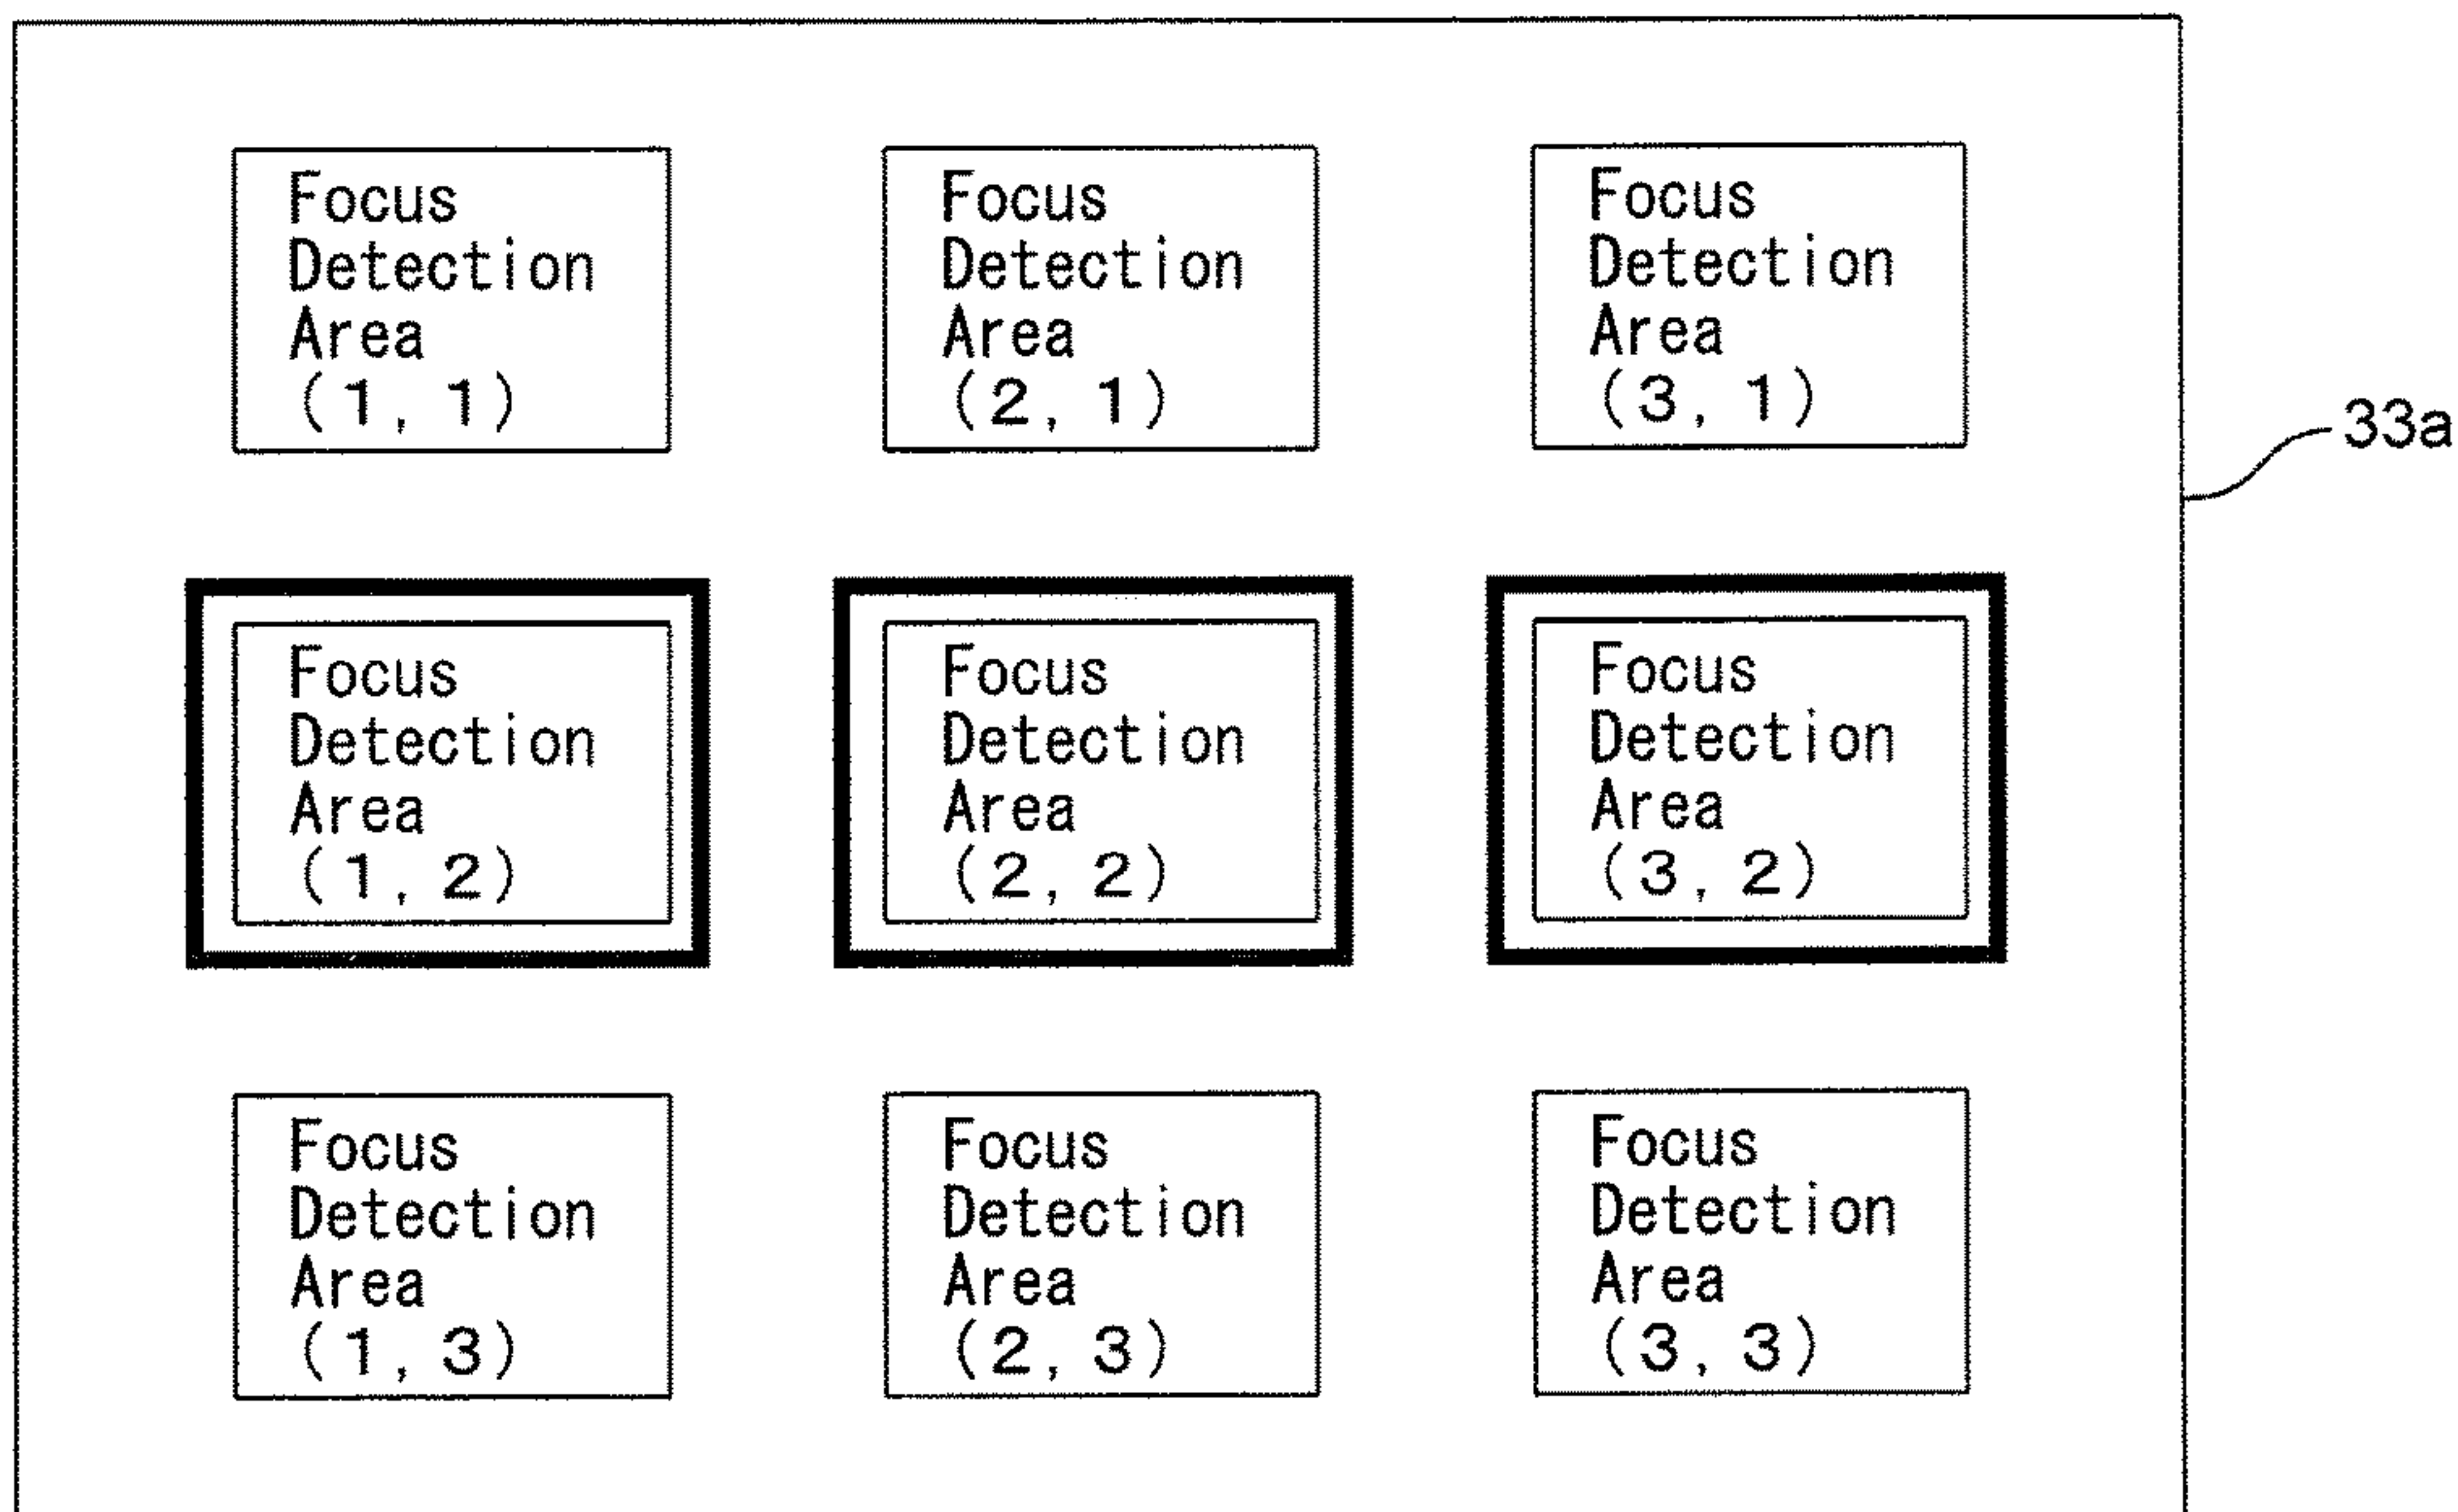 Focus
Detection
Area
(1, 1)
Focus
Detection
Area
(2, 1)
Focus
Detection
Area
(3, 1)
33a
Focus
Detection
Area
(1, 2)
Focus
Detection
Area
(2, 2)
Focus
Detection
Area
(3, 2)
Focus
Detection
Area
(1, 3)
Focus
Detection
Area
(2, 3)
Focus
Detection
Area
(3, 3)